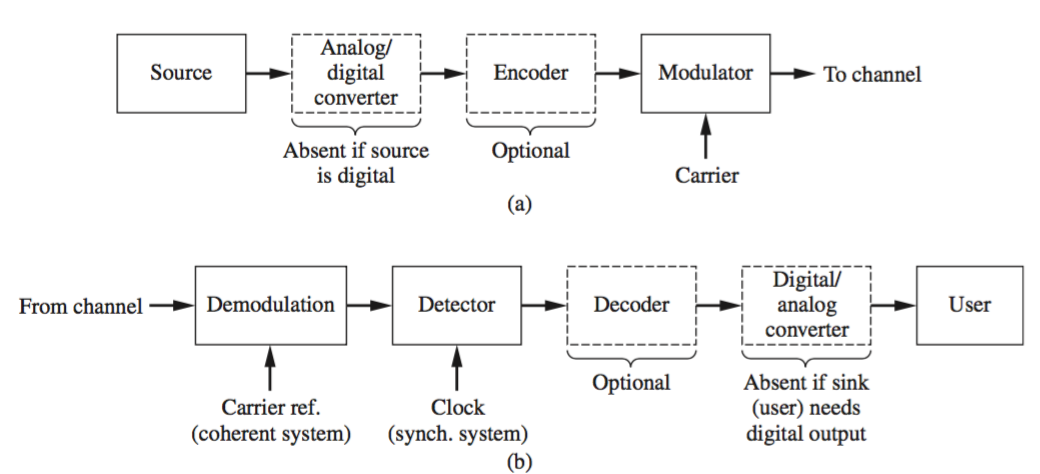 Source
Analog/
digital
converter
Encoder
Modulator
To channel
Absent if source
is digital
Optional
Carrier
(a)
From channel
Demodulation
Detector
Decoder
Digital/
analog
converter
User
Carrier ref.
(coherent system)
Clock
(synch. system)
Optional
Absent if sink
(user) needs
digital output
(b)